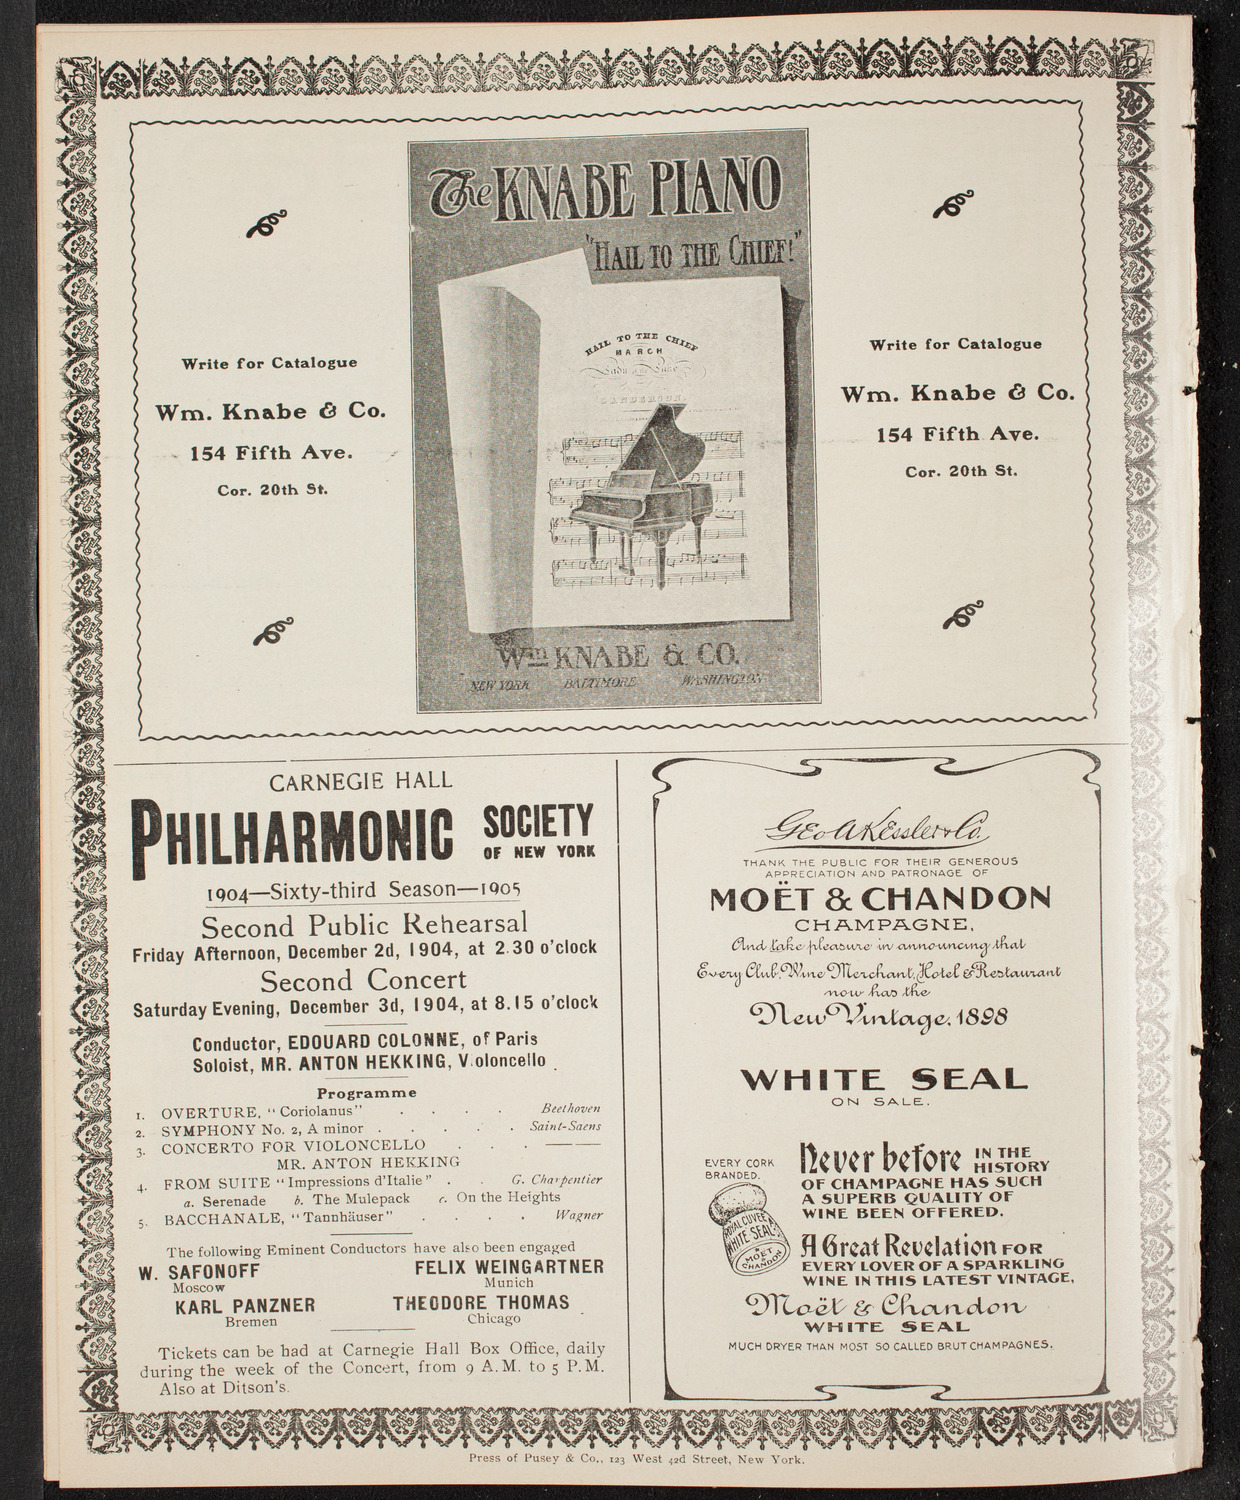 The KNABE PIANO
"HAIL TO THE CHIEF!"
HAIL TO THE CHIEF
MARCH
SANDERSON.
Wm KNABE & CO.
NEW YORK BALTIMORE WASHINGTON
Write for Catalogue
Wm. Knabe & Co.
154 Fifth Ave.
Cor. 20th St.
Write for Catalogue
Wm. Knabe & Co.
154 Fifth Ave.
Cor. 20th St.
CARNEGIE HALL
PHILHARMONIC SOCIETY
OF NEW YORK
1904—Sixty-third Season—1905
Second Public Rehearsal
Friday Afternoon, December 2d, 1904, at 2.30 o'clock
Second Concert
Saturday Evening, December 3d, 1904, at 8.15 o'clock
Conductor, EDOUARD COLONNE, of Paris
Soloist, MR. ANTON HEKKING, Violoncello
Programme
1. OVERTURE, "Coriolanus" . . . . Beethoven
2. SYMPHONY No. 2, A minor . . . . . Saint-Saens
3. CONCERTO FOR VIOLONCELLO . . . ———
MR. ANTON HEKKING
4. FROM SUITE "Impressions d'Italie" . . G. Charpentier
a. Serenade b. The Mulepack c. On the Heights
5. BACCHANALE, "Tannhäuser" . . . . Wagner
The following Eminent Conductors have also been engaged
W. SAFONOFF FELIX WEINGARTNER
Moscow Munich
KARL PANZNER THEODORE THOMAS
Bremen Chicago
Tickets can be had at Carnegie Hall Box Office, daily
during the week of the Concert, from 9 A.M. to 5 P.M.
Also at Ditson's.
Geo A Kessler & Co.
THANK THE PUBLIC FOR THEIR GENEROUS
APPRECIATION AND PATRONAGE OF
MOËT & CHANDON
CHAMPAGNE,
And take pleasure in announcing that
Every Club, Wine Merchant, Hotel & Restaurant
now has the
New Vintage, 1898
WHITE SEAL
ON SALE.
EVERY CORK
BRANDED.
WHITE SEAL
MOËT
CHANDON
Never before IN THE
HISTORY
OF CHAMPAGNE HAS SUCH
A SUPERB QUALITY OF
WINE BEEN OFFERED.
A Great Revelation FOR
EVERY LOVER OF A SPARKLING
WINE IN THIS LATEST VINTAGE,
Moët & Chandon
WHITE SEAL
MUCH DRYER THAN MOST SO CALLED BRUT CHAMPAGNES.
Press of Pusey & Co., 123 West 42d Street, New York.